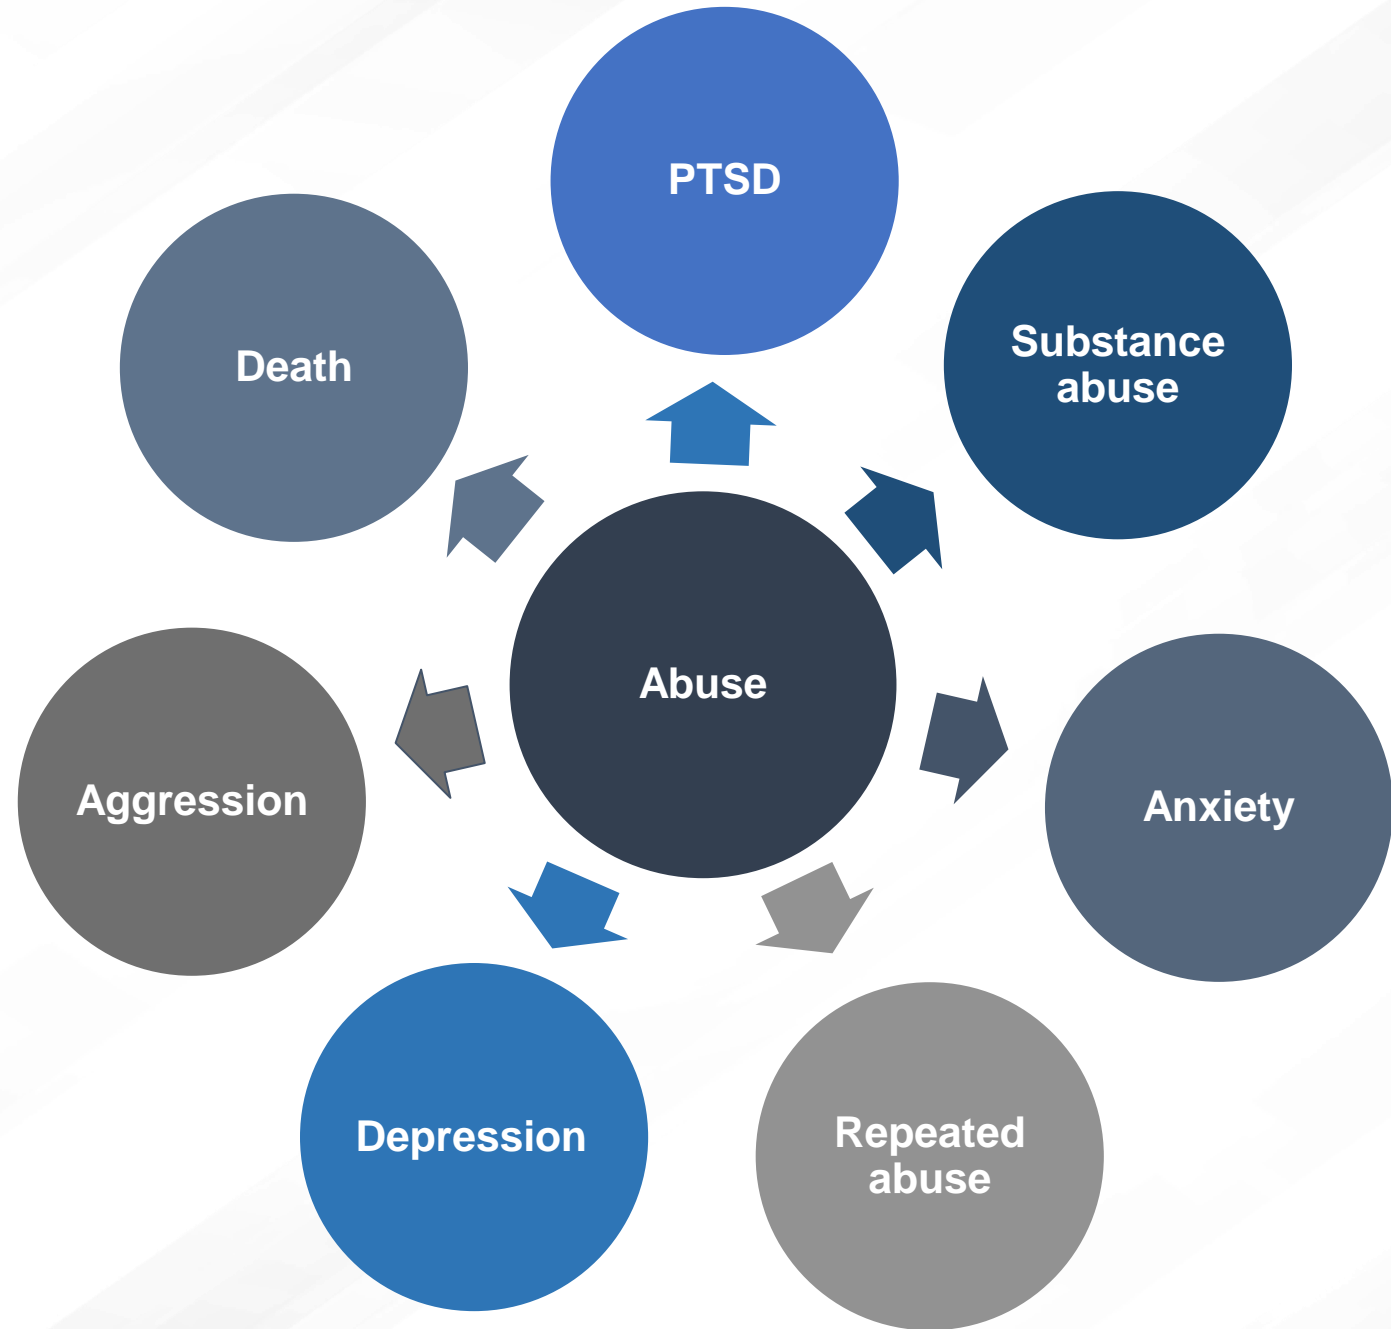 PTSD
Substance
abuse
Death
Abuse
Anxiety
Aggression
Repeated
abuse
Depression